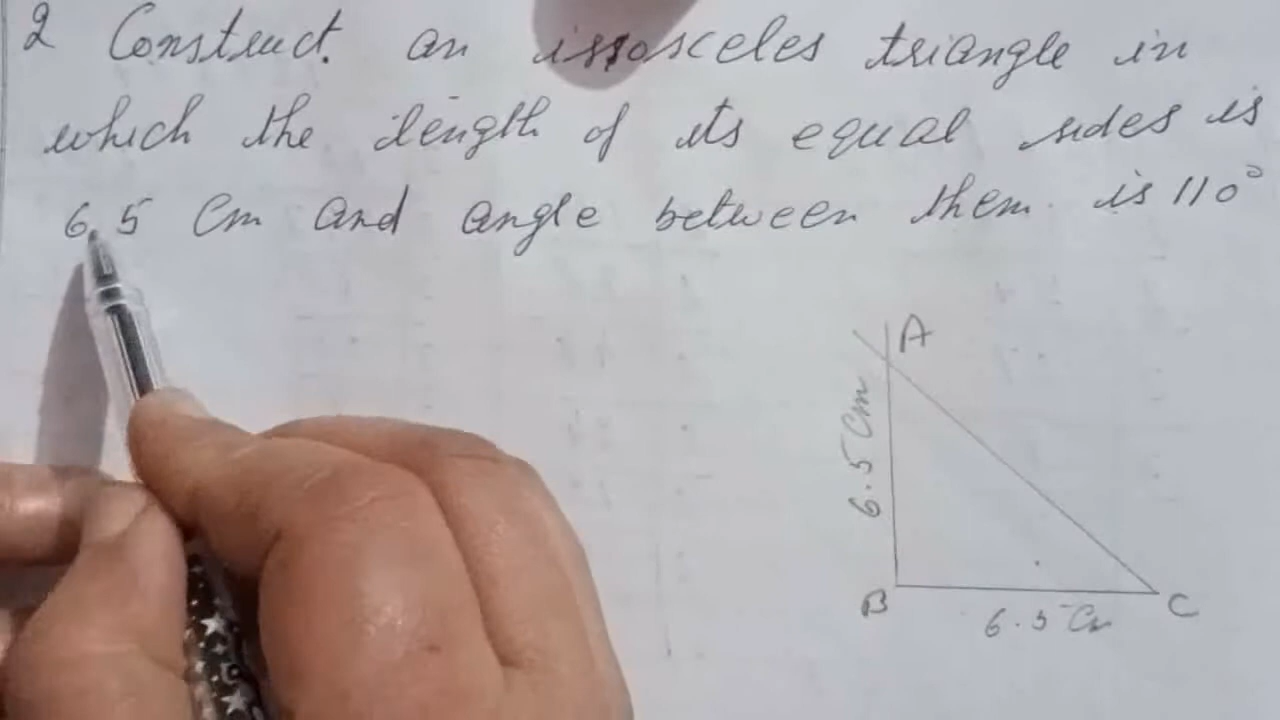 2 Construct. an issosceles triangle in
which the length of its equal sides is
6.5 Cm and angle between them. is 110°
A
6.5 Cm
B
C
6.5 Cm